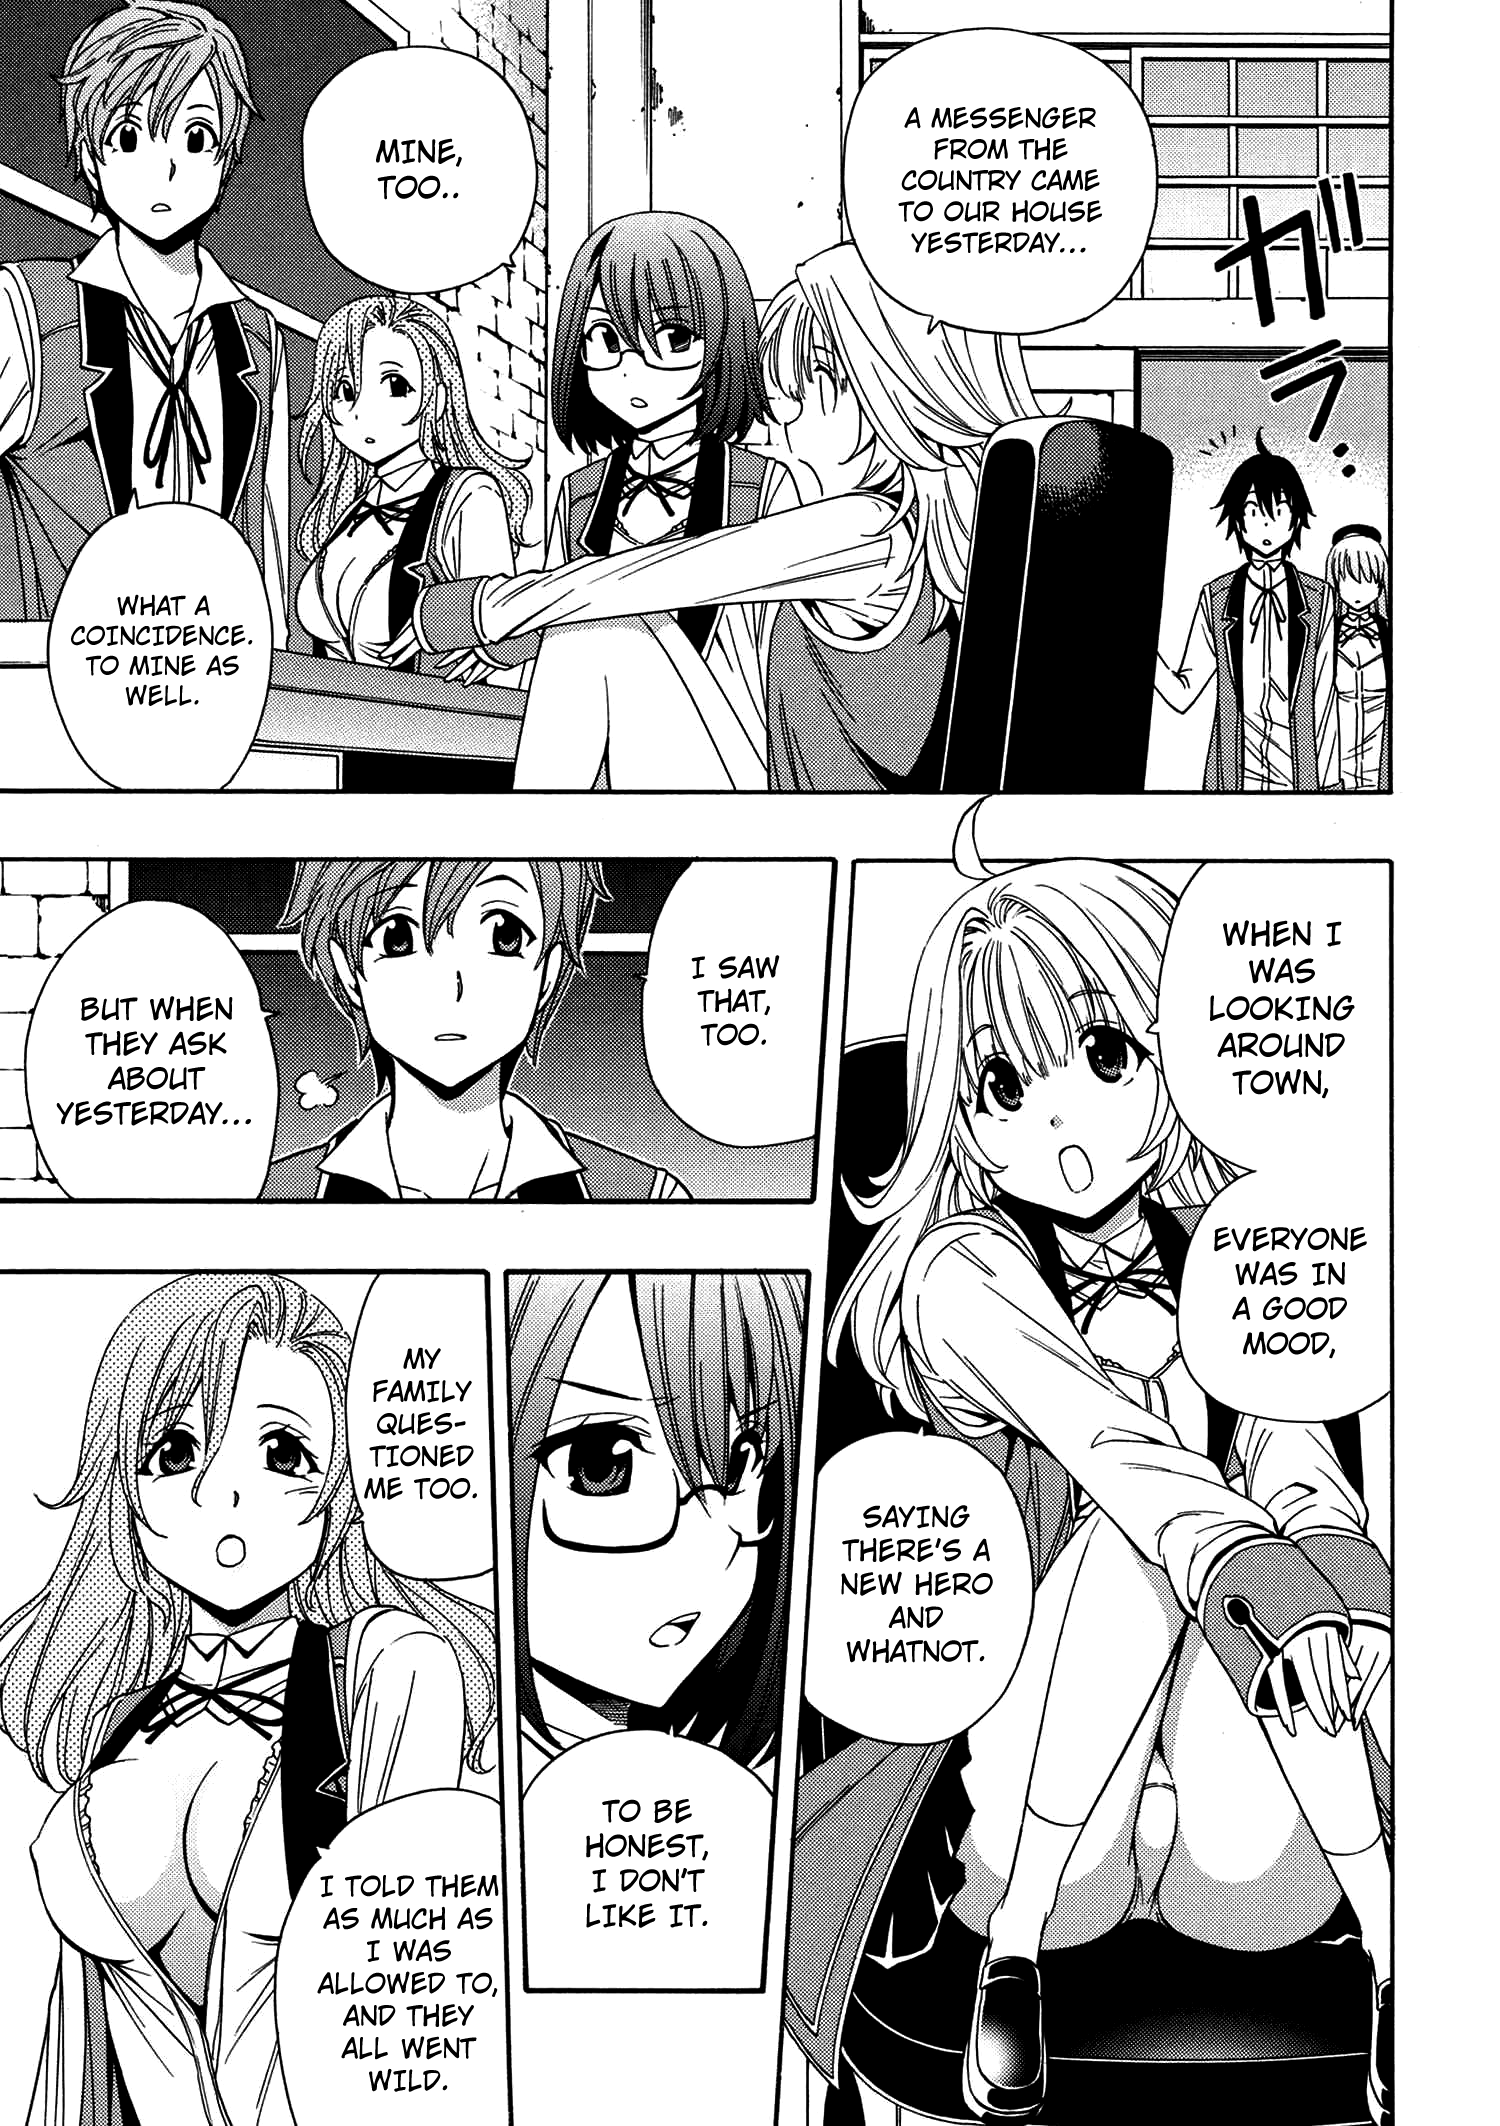 A MESSENGER
FROM THE
COUNTRY CAME
TO OUR HOUSE
YESTERDAY...
ガラッ
MINE,
TOO..
WHAT A
COINCIDENCE.
TO MINE AS
WELL.
WHEN I
WAS
LOOKING
AROUND
TOWN,
EVERYONE
WAS IN
A GOOD
MOOD,
SAYING
THERE'S A
NEW HERO
AND
WHATNOT.
I SAW
THAT,
TOO.
BUT WHEN
THEY ASK
ABOUT
YESTERDAY...
TO BE
HONEST,
I DON'T
LIKE IT.
MY
FAMILY
QUES-
TIONED
ME TOO.
I TOLD THEM
AS MUCH AS
I WAS
ALLOWED TO,
AND THEY
ALL WENT
WILD.